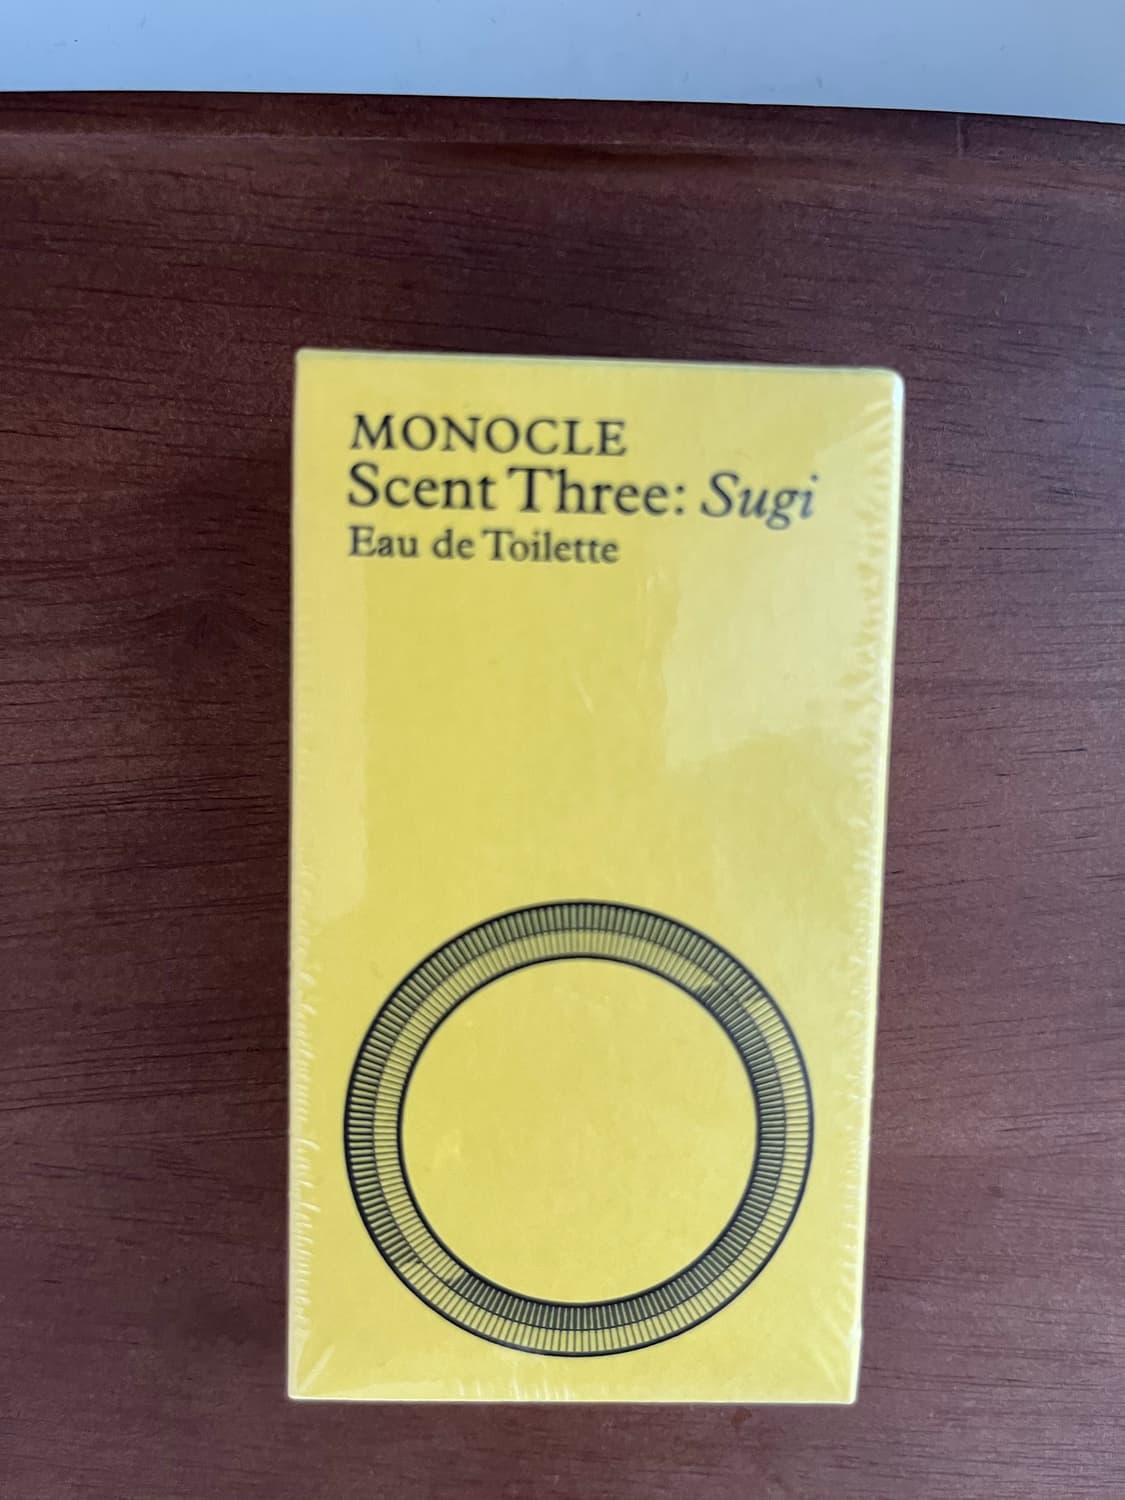 MONOCLE
Scent Three: Sugi
Eau de Toilette